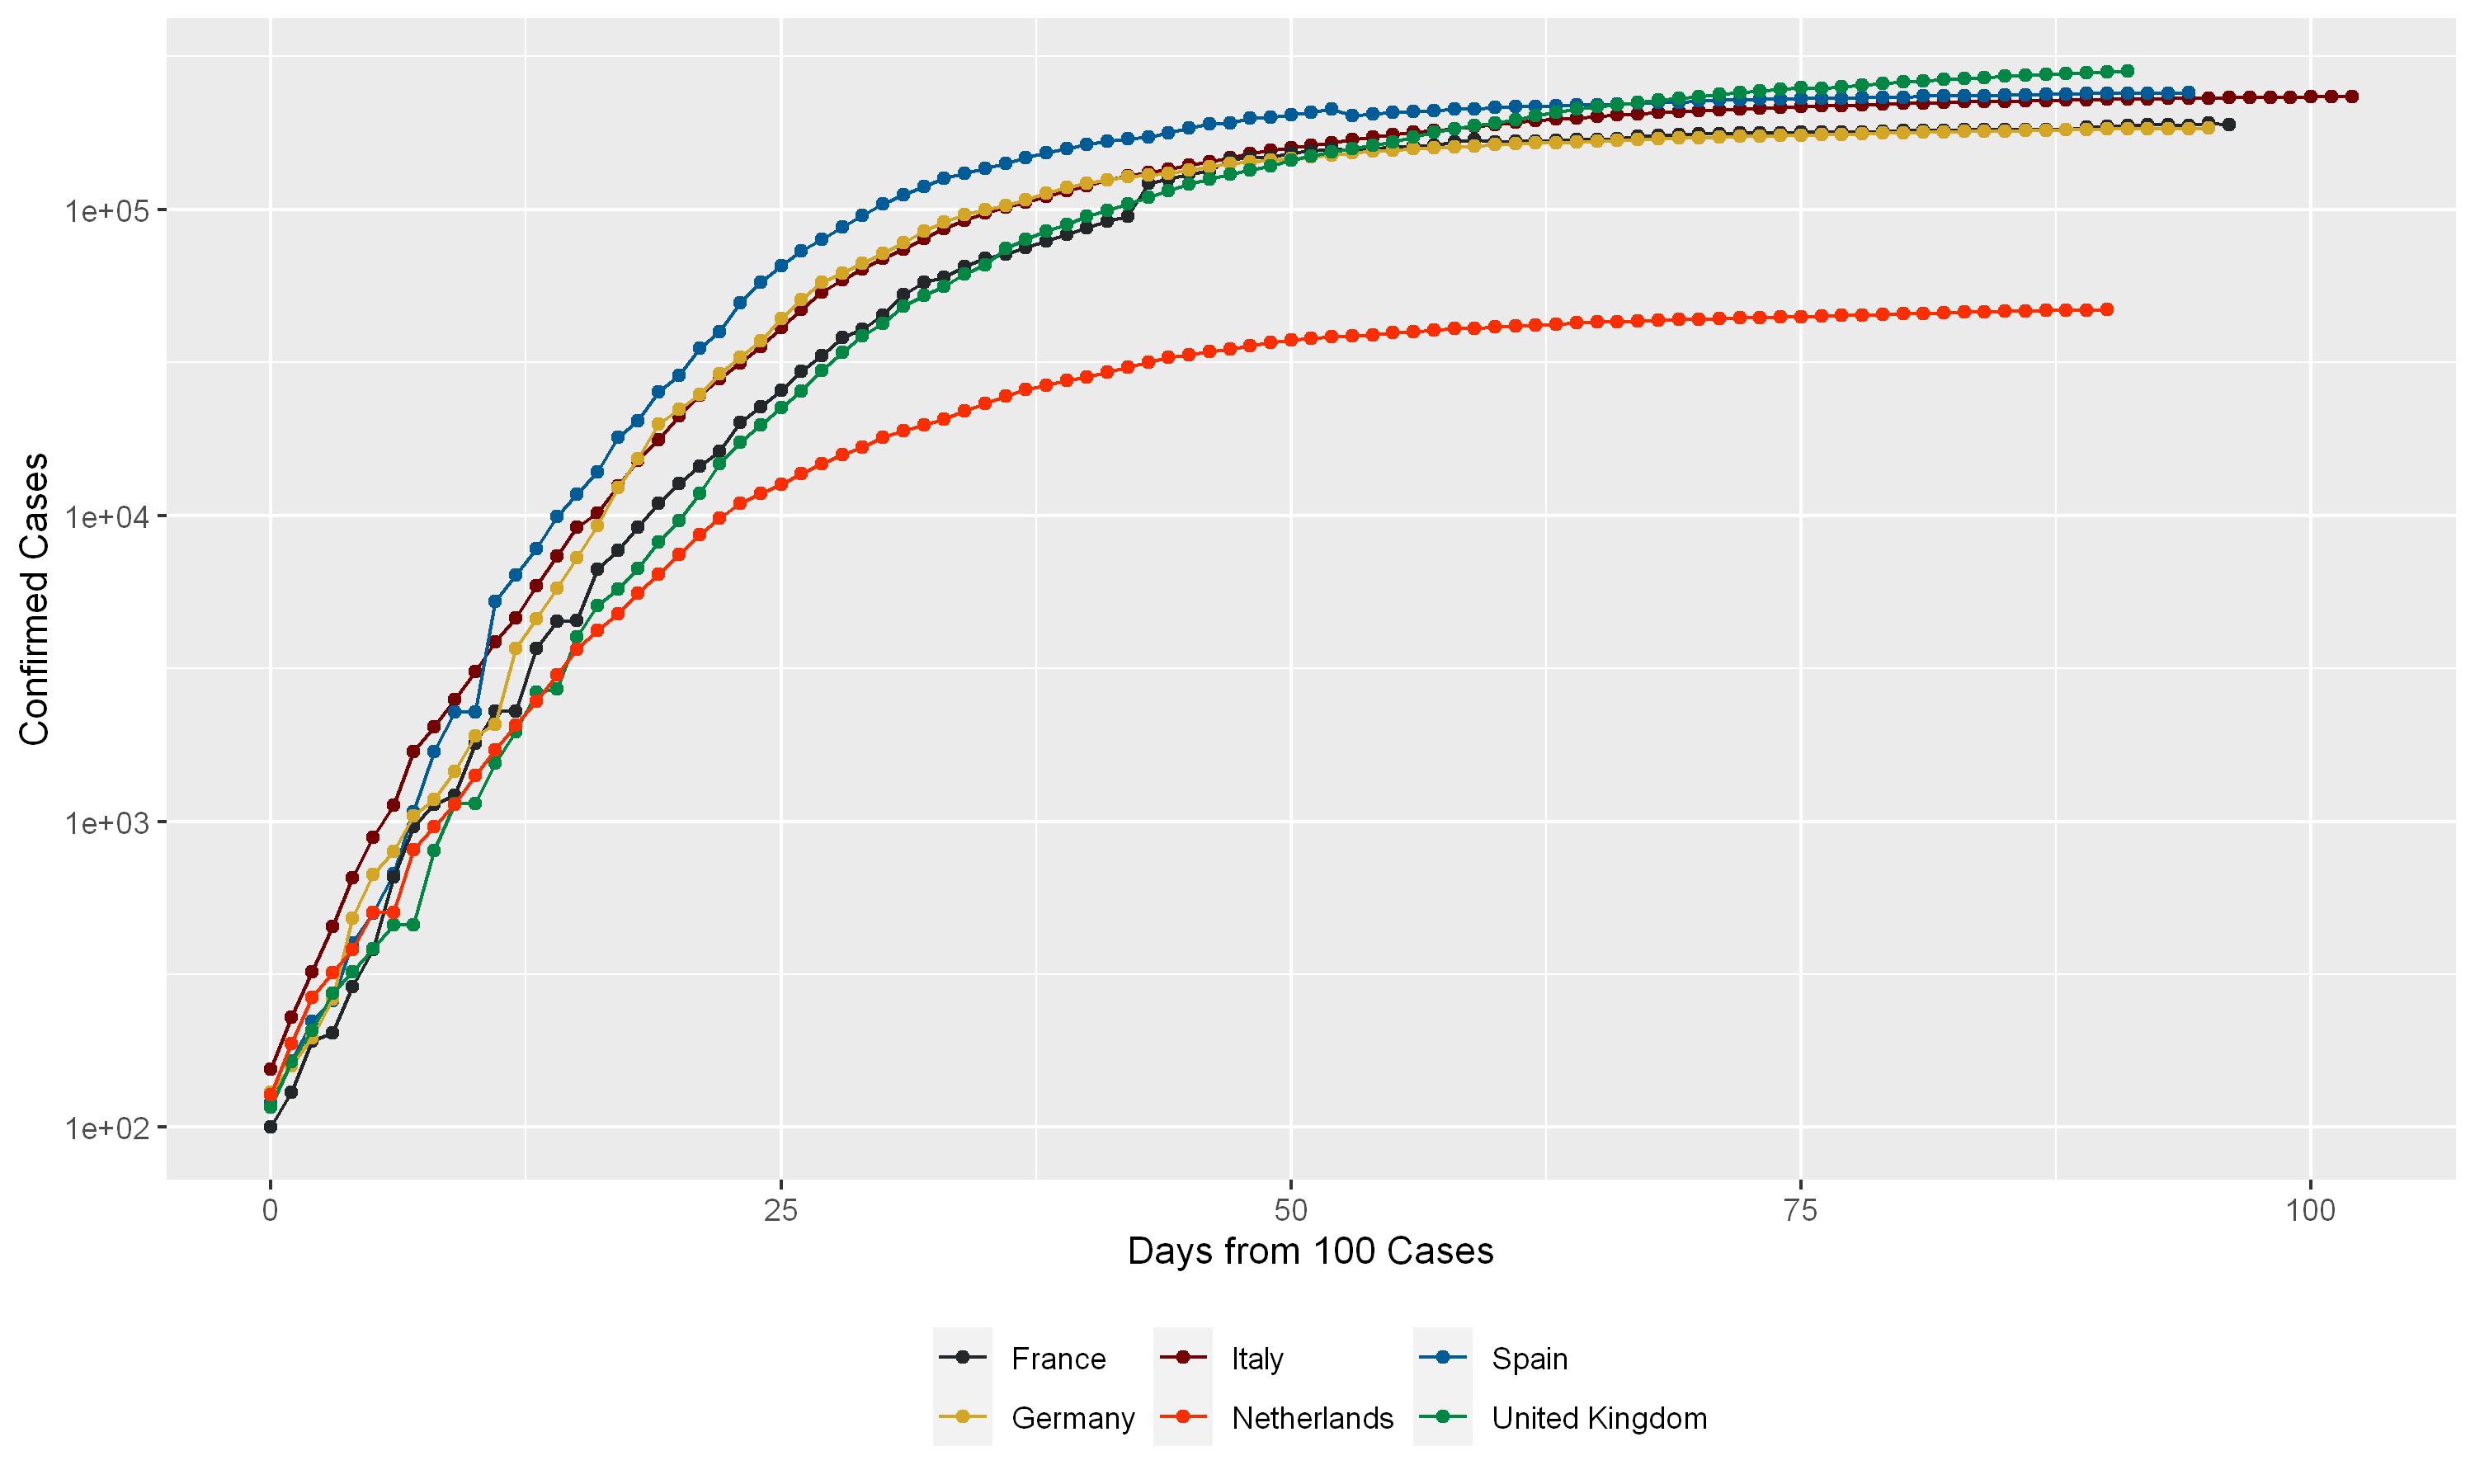 Confirmed Cases
1e+05
1e+04
1e+03
1e+02
0 25 50 75 100
Days from 100 Cases
France Italy Spain
Germany Netherlands United Kingdom